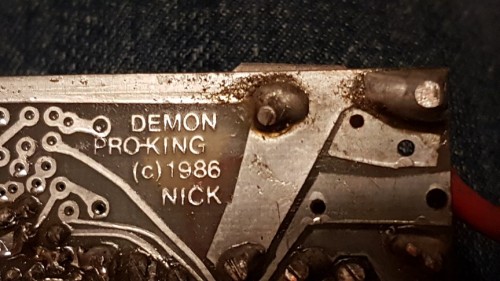 DEMON
PRO-KING
(c) 1986
NICK